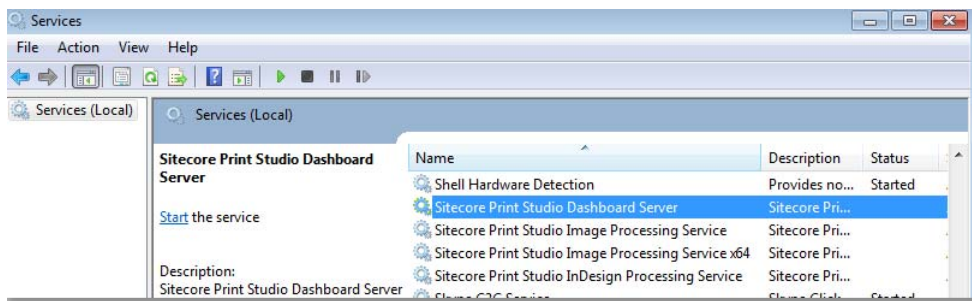 Services
File Action View Help
Services (Local)
Services (Local)
Sitecore Print Studio Dashboard
Server
Start the service
Description:
Sitecore Print Studio Dashboard Server
Name Description Status
Shell Hardware Detection Provides no... Started
Sitecore Print Studio Dashboard Server Sitecore Pri...
Sitecore Print Studio Image Processing Service Sitecore Pri...
Sitecore Print Studio Image Processing Service x64 Sitecore Pri...
Sitecore Print Studio InDesign Processing Service Sitecore Pri...